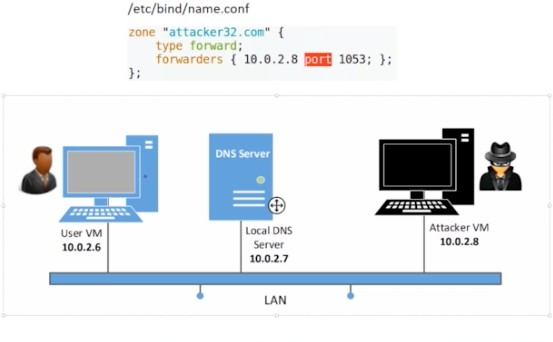 /etc/bind/name.conf
zone "attacker32.com" {
type forward;
forwarders { 10.0.2.8 port 1053; };
};
DNS Server
User VM
10.0.2.6
Local DNS
Server
10.0.2.7
Attacker VM
10.0.2.8
LAN